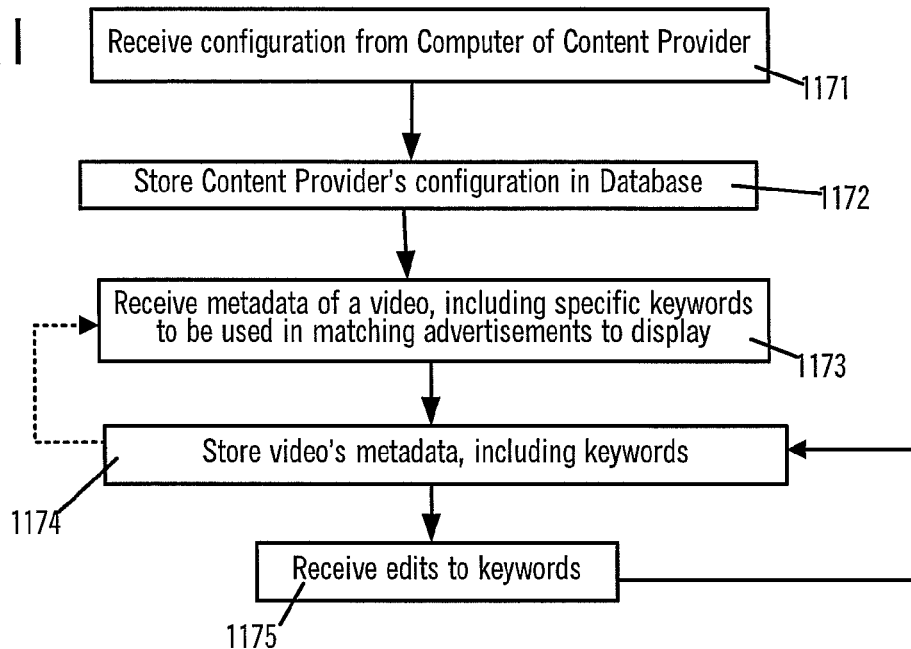 Receive configuration from Computer of Content Provider
1171
Store Content Provider's configuration in Database
1172
Receive metadata of a video, including specific keywords
to be used in matching advertisements to display
1173
Store video's metadata, including keywords
1174
Receive edits to keywords
1175